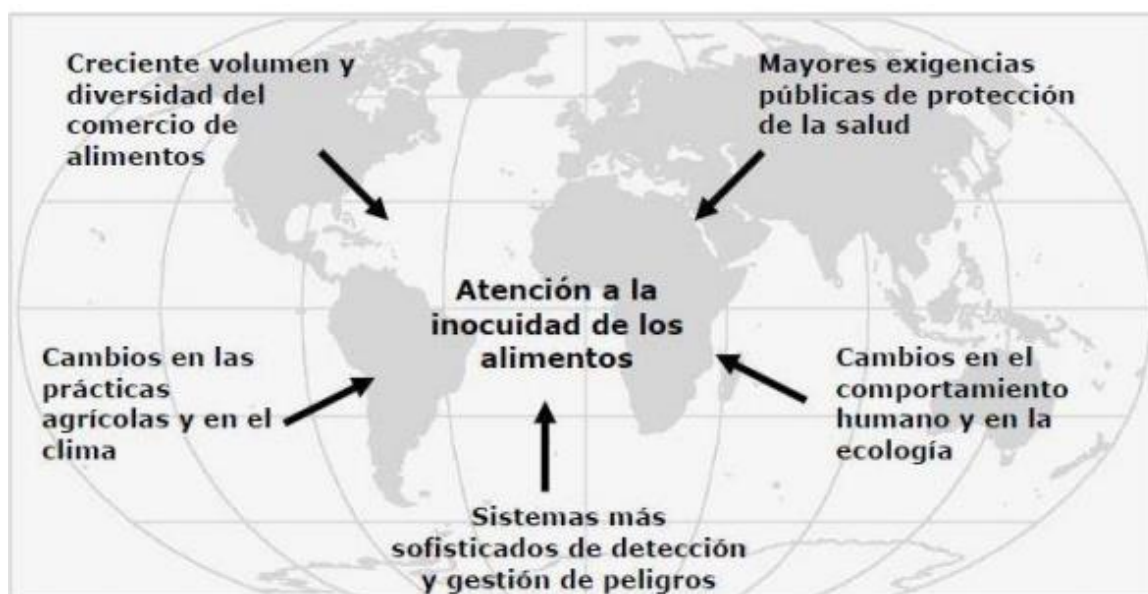 Creciente volumen y
diversidad del
comercio de
alimentos
Mayores exigencias
públicas de protección
de la salud
Atención a la
inocuidad de los
alimentos
Cambios en las
prácticas
agrícolas y en el
clima
Cambios en el
comportamiento
humano y en la
ecología
Sistemas más
sofisticados de detección
y gestión de peligros